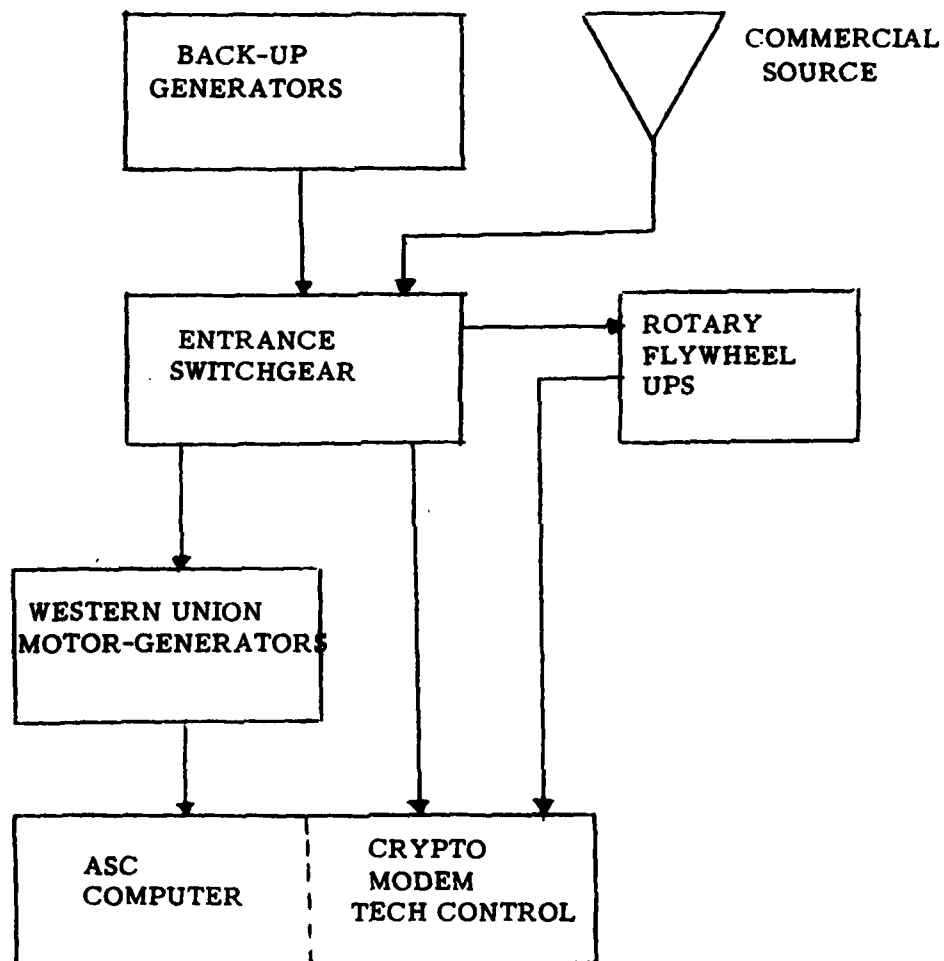 BACK-UP
GENERATORS
COMMERCIAL
SOURCE
ENTRANCE
SWITCHGEAR
ROTARY
FLYWHEEL
UPS
WESTERN UNION
MOTOR-GENERATORS
ASC
COMPUTER
CRYPTO
MODEM
TECH CONTROL